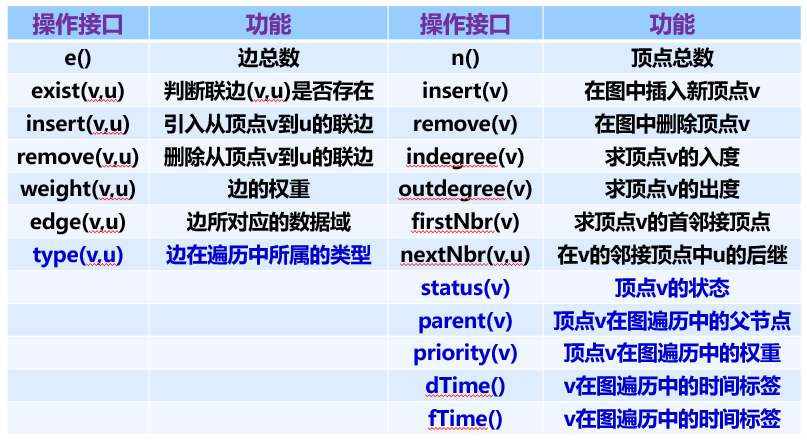 操作接口 功能 操作接口 功能
e() 边总数 n() 顶点总数
exist(v,u) 判断联边(v,u)是否存在 insert(v) 在图中插入新顶点v
insert(v,u) 引入从顶点v到u的联边 remove(v) 在图中删除顶点v
remove(v,u) 删除从顶点v到u的联边 indegree(v) 求顶点v的入度
weight(v,u) 边的权重 outdegree(v) 求顶点v的出度
edge(v,u) 边所对应的数据域 firstNbr(v) 求顶点v的首邻接顶点
type(v,u) 边在遍历中所属的类型 nextNbr(v,u) 在v的邻接顶点中u的后继
status(v) 顶点v的状态
parent(v) 顶点v在图遍历中的父节点
priority(v) 顶点v在图遍历中的权重
dTime() v在图遍历中的时间标签
fTime() v在图遍历中的时间标签